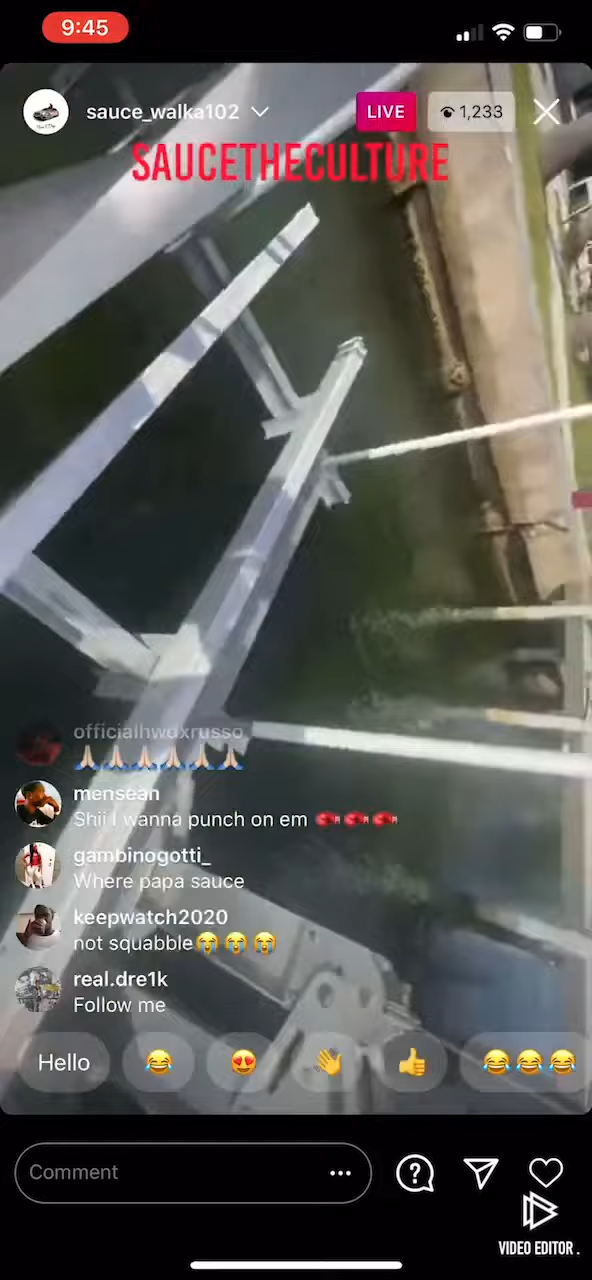 9:45
sauce_walka102
LIVE
1,233
SAUCETHECULTURE
officialhwdxrusso
🙏🏼🙏🏼🙏🏼🙏🏼🙏🏼🙏🏼
mensean
Shii I wanna punch on em 🥊🥊🥊
gambinogotti_
Where papa sauce
keepwatch2020
not squabble😭😭😭
real.dre1k
Follow me
Hello 😂 😍 👋 👍 😂😂😂
Comment
VIDEO EDITOR .